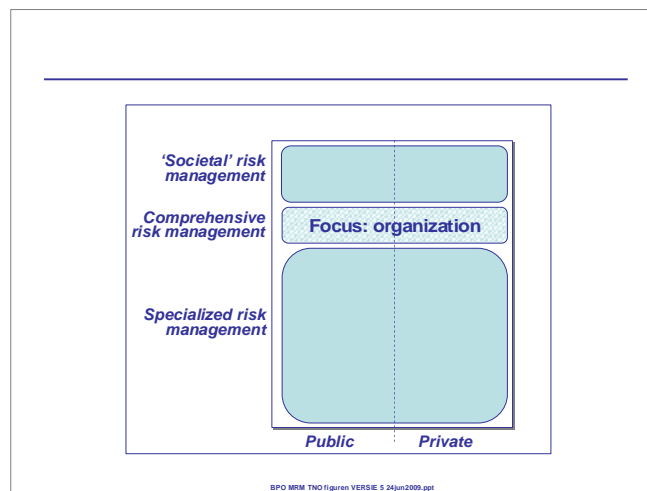 ‘Societal’ risk
management
Comprehensive
risk management
Focus: organization
Specialized risk
management
Public Private
BPO MRM TNO figuren VERSIE 5 24jun2009.ppt